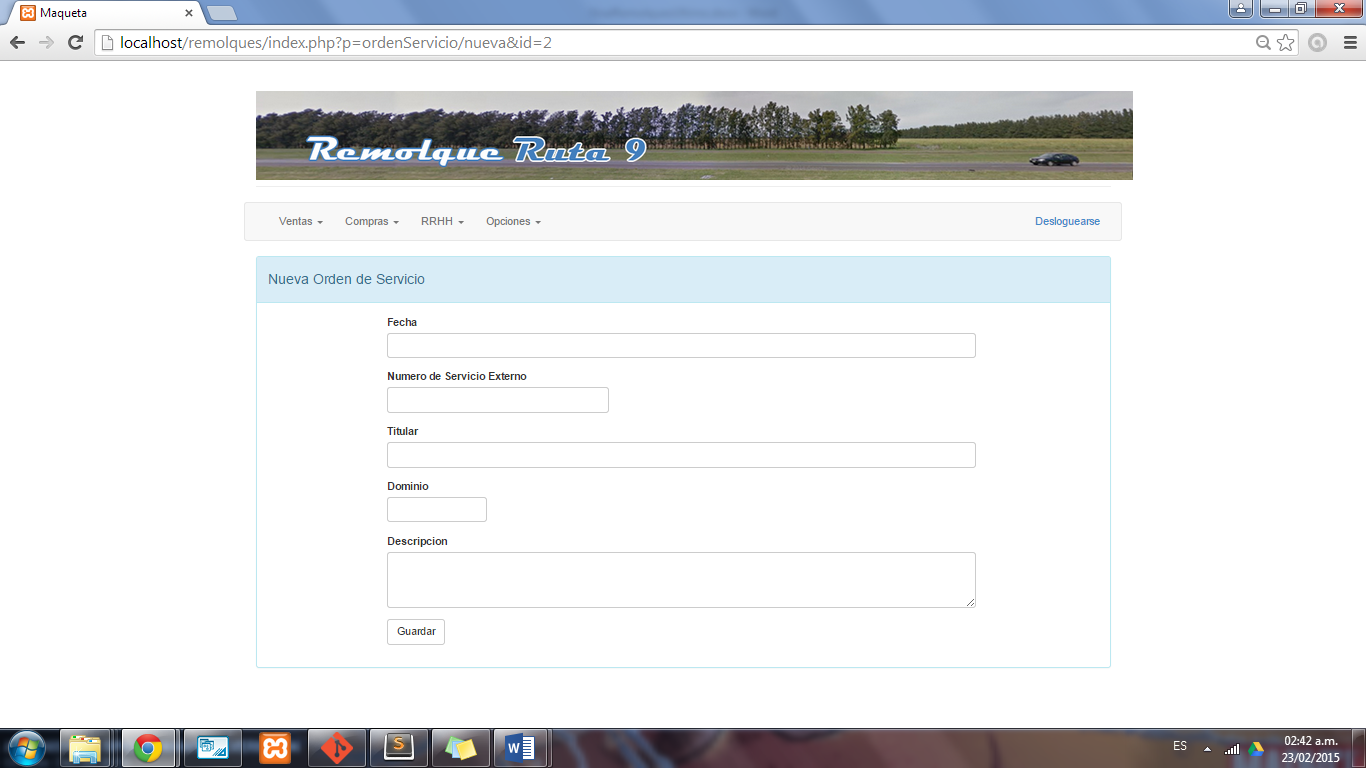 Maqueta
localhost/remolques/index.php?p=ordenServicio/nueva&id=2
Remolque Ruta 9
Ventas
Compras
RRHH
Opciones
Desloguearse
Nueva Orden de Servicio
Fecha
Numero de Servicio Externo
Titular
Dominio
Descripcion
Guardar
ES
02:42 a.m.
23/02/2015